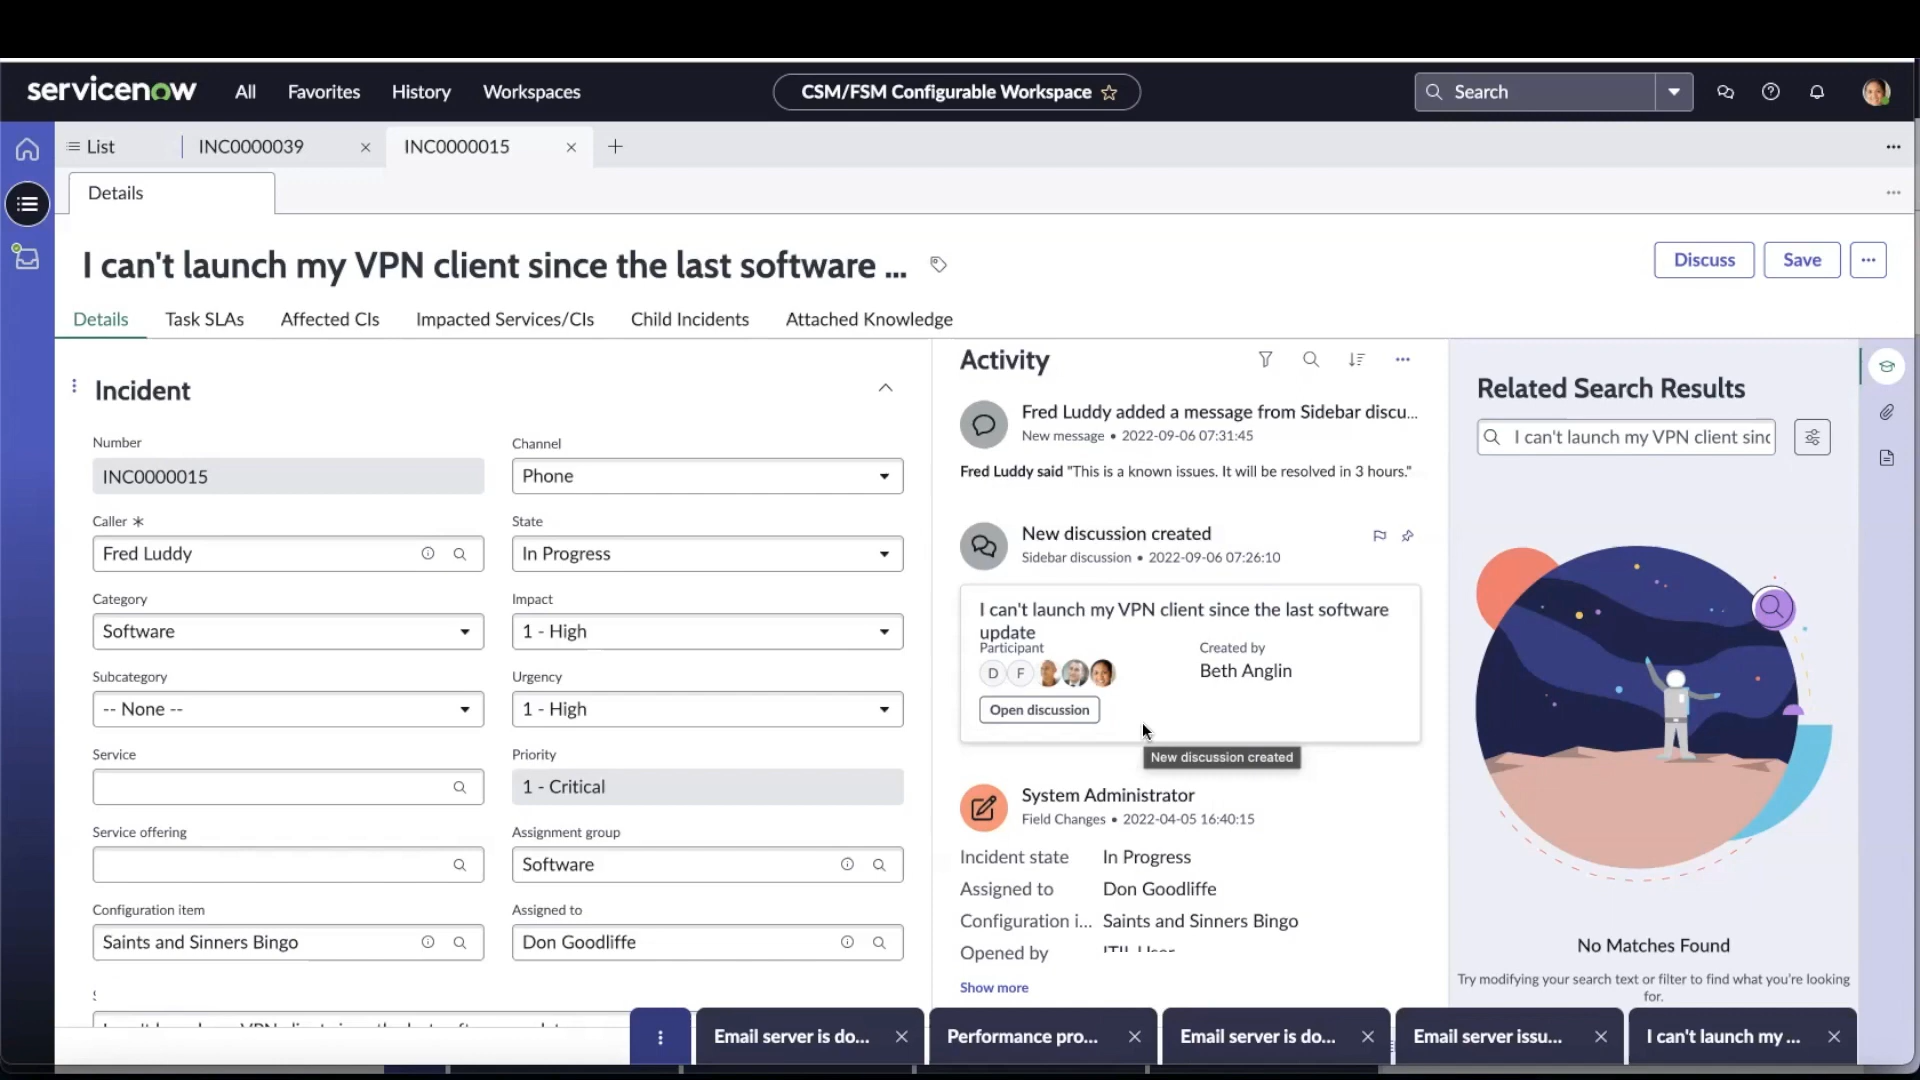 servicenow
All
Favorites
History
Workspaces
CSM/FSM Configurable Workspace
Search
List
INC0000039
INC0000015
Details
I can't launch my VPN client since the last software ...
Discuss
Save
Details
Task SLAs
Affected CIs
Impacted Services/CIs
Child Incidents
Attached Knowledge
Incident
Number
INC0000015
Channel
Phone
Caller
Fred Luddy
State
In Progress
Category
Software
Impact
1 - High
Subcategory
-- None --
Urgency
1 - High
Service
Priority
1 - Critical
Service offering
Assignment group
Software
Configuration item
Saints and Sinners Bingo
Assigned to
Don Goodliffe
Activity
Fred Luddy added a message from Sidebar discu...
New message • 2022-09-06 07:31:45
Fred Luddy said "This is a known issues. It will be resolved in 3 hours."
New discussion created
Sidebar discussion • 2022-09-06 07:26:10
I can't launch my VPN client since the last software
update
Participant
D F
Created by
Beth Anglin
Open discussion
New discussion created
System Administrator
Field Changes • 2022-04-05 16:40:15
Incident state In Progress
Assigned to Don Goodliffe
Configuration i... Saints and Sinners Bingo
Opened by ITIL User
Show more
Related Search Results
I can't launch my VPN client sinc
No Matches Found
Try modifying your search text or filter to find what you're looking
for.
Email server is do...
Performance pro...
Email server is do...
Email server issu...
I can't launch my ...